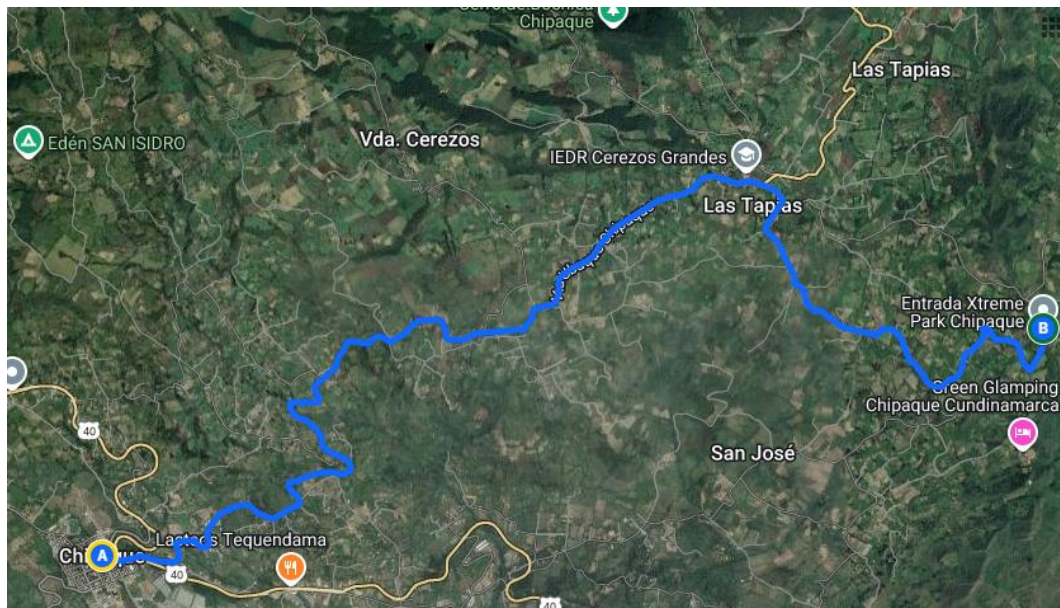 Chipaque
Las Tapias
Edén SAN ISIDRO
Vda. Cerezos
IEDR Cerezos Grandes
Las Tapias
Chipaque
Entrada Xtreme
Park Chipaque
B
Green Glamping
Chipaque Cundinamarca
40
San José
Lacteos Tequendama
A
40
40